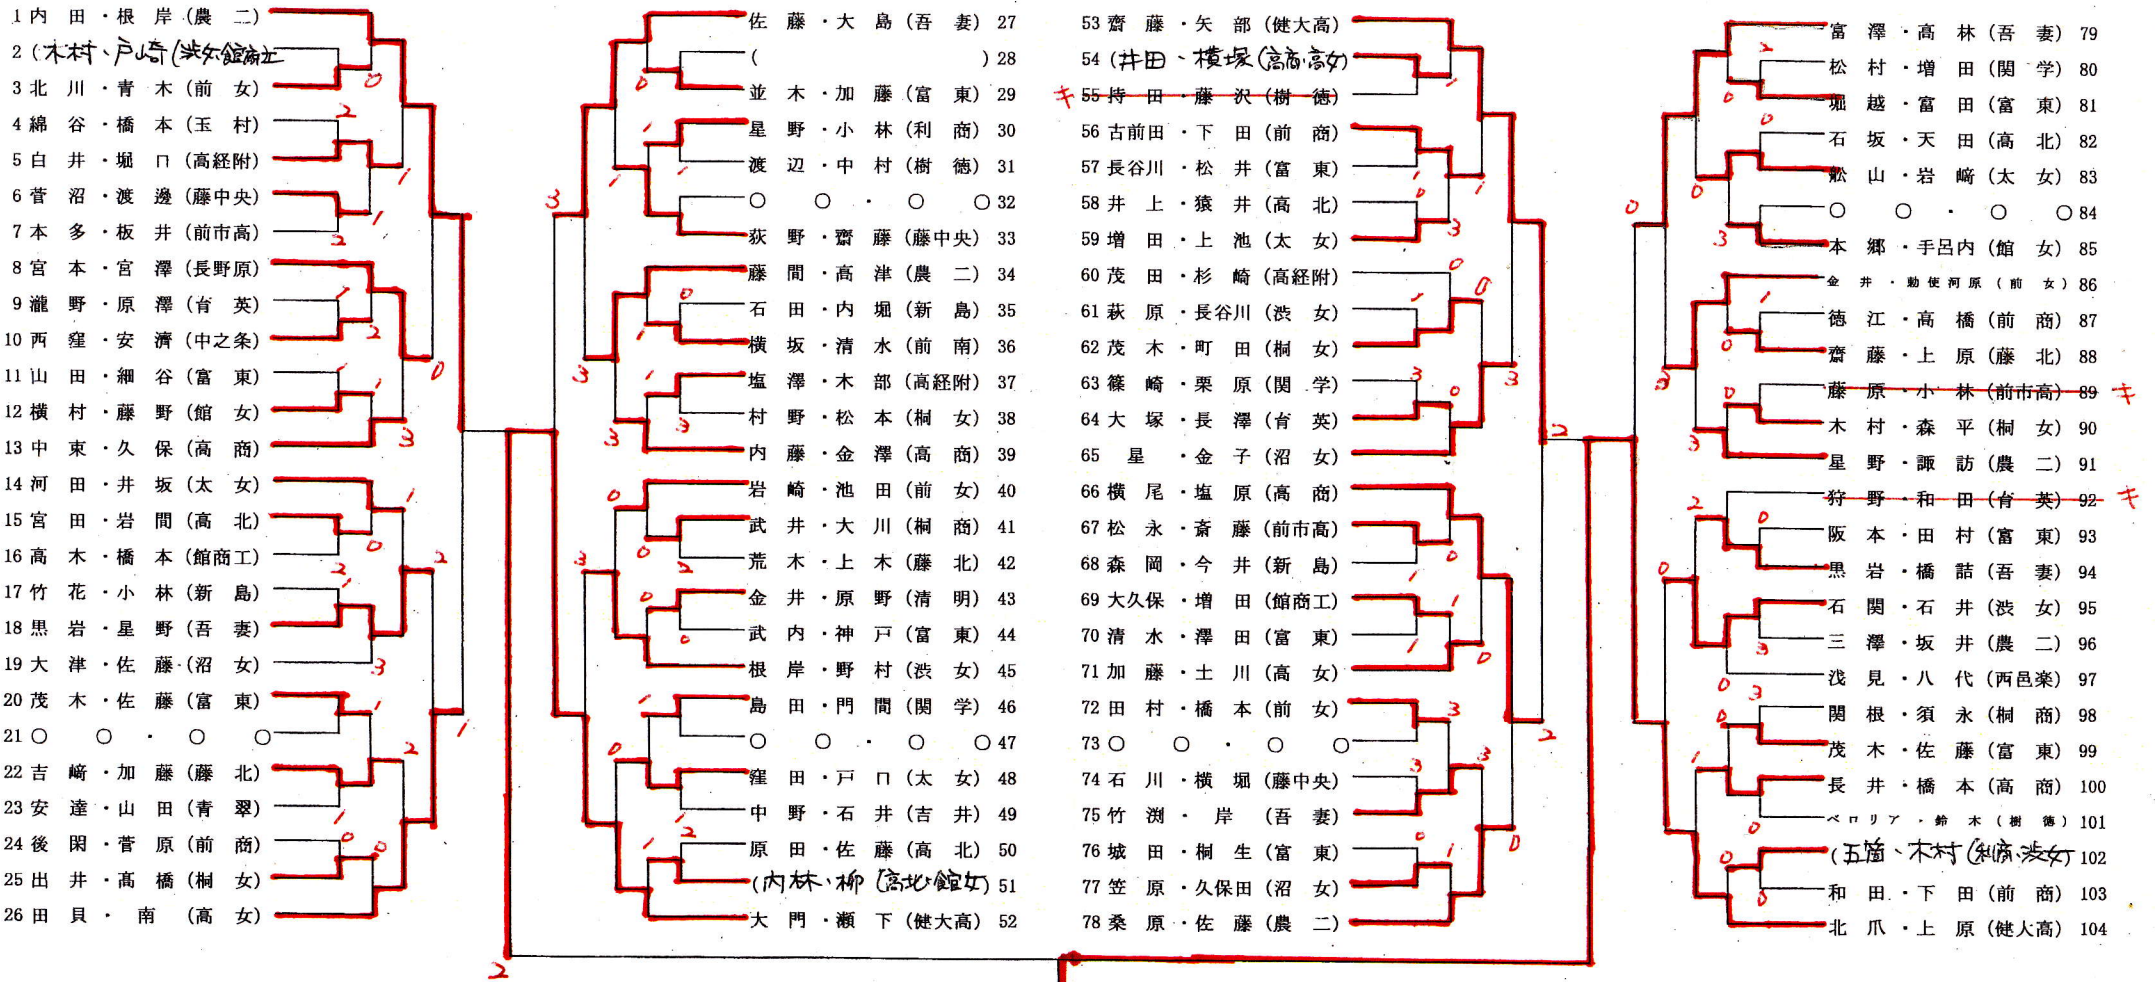 1 内田・根岸(農二)
2 (木村・戸崎(渋女・館商工
3 北川・青木(前女)
4 綿谷・橋本(玉村)
5 白井・堀口(高経附)
6 菅沼・渡邊(藤中央)
7 本多・板井(前市高)
8 宮本・宮澤(長野原)
9 瀧野・原澤(育英)
10 西窪・安濟(中之条)
11 山田・細谷(富東)
12 横村・藤野(館女)
13 中東・久保(高商)
14 河田・井坂(太女)
15 宮田・岩間(高北)
16 高木・橋本(館商工)
17 竹花・小林(新島)
18 黒岩・星野(吾妻)
19 大津・佐藤(沼女)
20 茂木・佐藤(富東)
21 ○○・○○
22 吉﨑・加藤(藤北)
23 安達・山田(青翠)
24 後閑・菅原(前商)
25 出井・髙橋(桐女)
26 田貝・南(高女)
佐藤・大島(吾妻) 27
( ) 28
並木・加藤(富東) 29
星野・小林(利商) 30
渡辺・中村(樹徳) 31
○○・○○ 32
荻野・齋藤(藤中央) 33
藤間・高津(農二) 34
石田・内堀(新島) 35
横坂・清水(前南) 36
塩澤・木部(高経附) 37
村野・松本(桐女) 38
内藤・金澤(高商) 39
岩崎・池田(前女) 40
武井・大川(桐商) 41
荒木・上木(藤北) 42
金井・原野(清明) 43
武内・神戸(富東) 44
根岸・野村(渋女) 45
島田・門間(関学) 46
○○・○○ 47
窪田・戸口(太女) 48
中野・石井(吉井) 49
原田・佐藤(高北) 50
(内林・柳(高北・館女) 51
大門・瀬下(健大高) 52
53 齋藤・矢部(健大高)
54 (井田・横塚(高商・高女)
キ 55 持田・藤沢(樹徳)
56 古前田・下田(前商)
57 長谷川・松井(富東)
58 井上・猿井(高北)
59 増田・上池(太女)
60 茂田・杉崎(高経附)
61 萩原・長谷川(渋女)
62 茂木・町田(桐女)
63 篠崎・栗原(関学)
64 大塚・長澤(育英)
65 星・金子(沼女)
66 横尾・塩原(高商)
67 松永・斎藤(前市高)
68 森岡・今井(新島)
69 大久保・増田(館商工)
70 清水・澤田(富東)
71 加藤・土川(高女)
72 田村・橋本(前女)
73 ○○・○○
74 石川・横堀(藤中央)
75 竹渕・岸(吾妻)
76 城田・桐生(富東)
77 笠原・久保田(沼女)
78 桑原・佐藤(農二)
富澤・高林(吾妻) 79
松村・増田(関学) 80
堀越・富田(富東) 81
石坂・天田(高北) 82
舩山・岩﨑(太女) 83
○○・○○ 84
本郷・手呂内(館女) 85
金井・勅使河原(前女) 86
徳江・高橋(前商) 87
齋藤・上原(藤北) 88
藤原・小林(前市高) 89 キ
木村・森平(桐女) 90
星野・諏訪(農二) 91
狩野・和田(育英) 92 キ
阪本・田村(富東) 93
黒岩・橋詰(吾妻) 94
石関・石井(渋女) 95
三澤・坂井(農二) 96
浅見・八代(西邑楽) 97
関根・須永(桐商) 98
茂木・佐藤(富東) 99
長井・橋本(高商) 100
ペロリア・鈴木(樹徳) 101
(五箇・木村(利商・渋女) 102
和田・下田(前商) 103
北爪・上原(健大高) 104